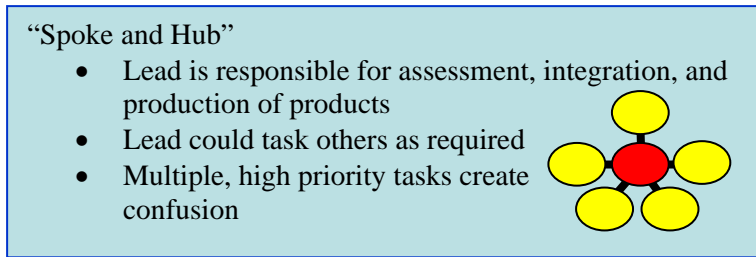 “Spoke and Hub”
• Lead is responsible for assessment, integration, and
production of products
• Lead could task others as required
• Multiple, high priority tasks create
confusion